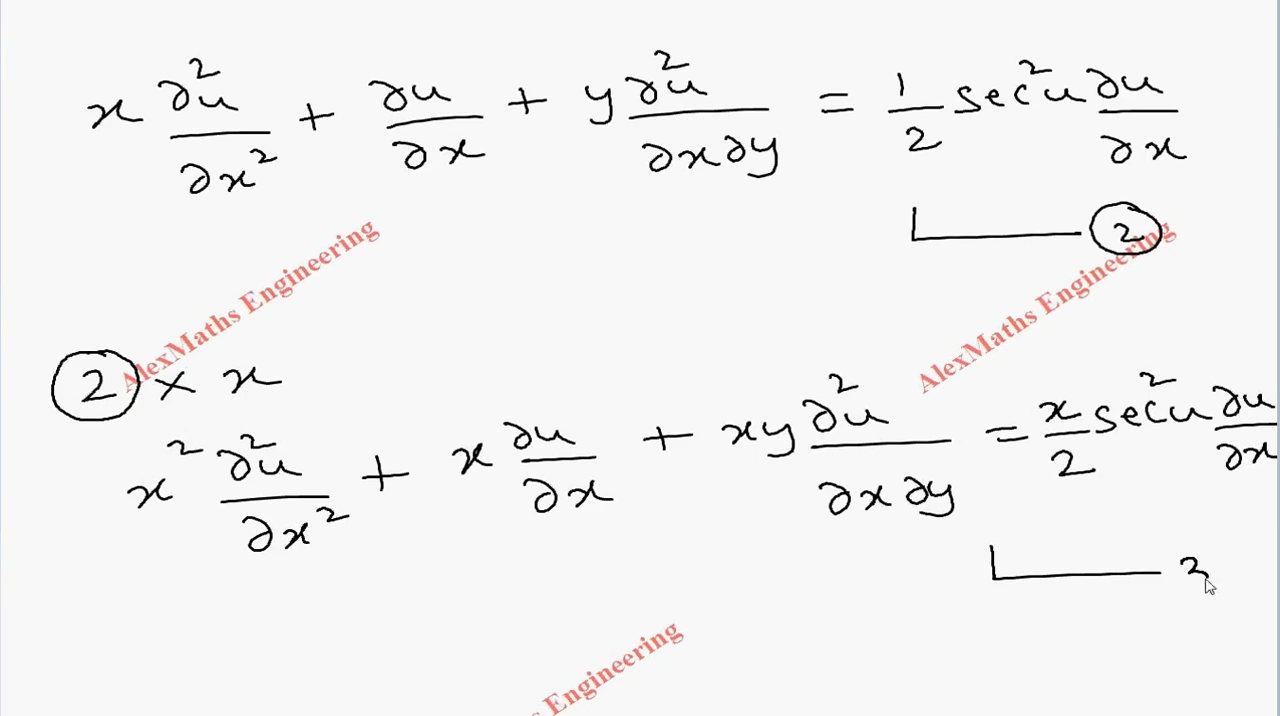 x ∂²u/∂x² + ∂u/∂x + y ∂²u/∂x∂y = 1/2 sec²u ∂u/∂x
2
AlexMaths Engineering
AlexMaths Engineering
2 × x
x² ∂²u/∂x² + x ∂u/∂x + xy ∂²u/∂x∂y = x/2 sec²u ∂u/∂x
AlexMaths Engineering